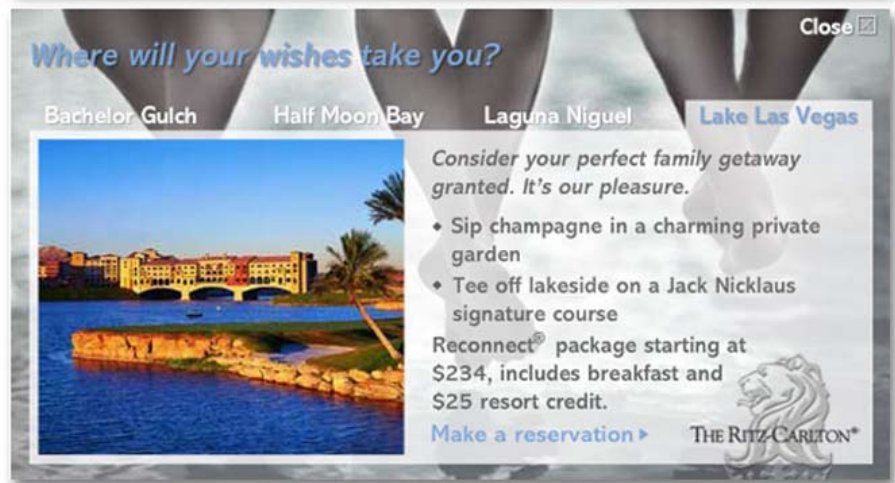 Close
Where will your wishes take you?
Bachelor Gulch
Half Moon Bay
Laguna Niguel
Lake Las Vegas
Consider your perfect family getaway
granted. It's our pleasure.
• Sip champagne in a charming private
garden
• Tee off lakeside on a Jack Nicklaus
signature course
Reconnect® package starting at
$234, includes breakfast and
$25 resort credit.
Make a reservation ▸
THE RITZ-CARLTON®